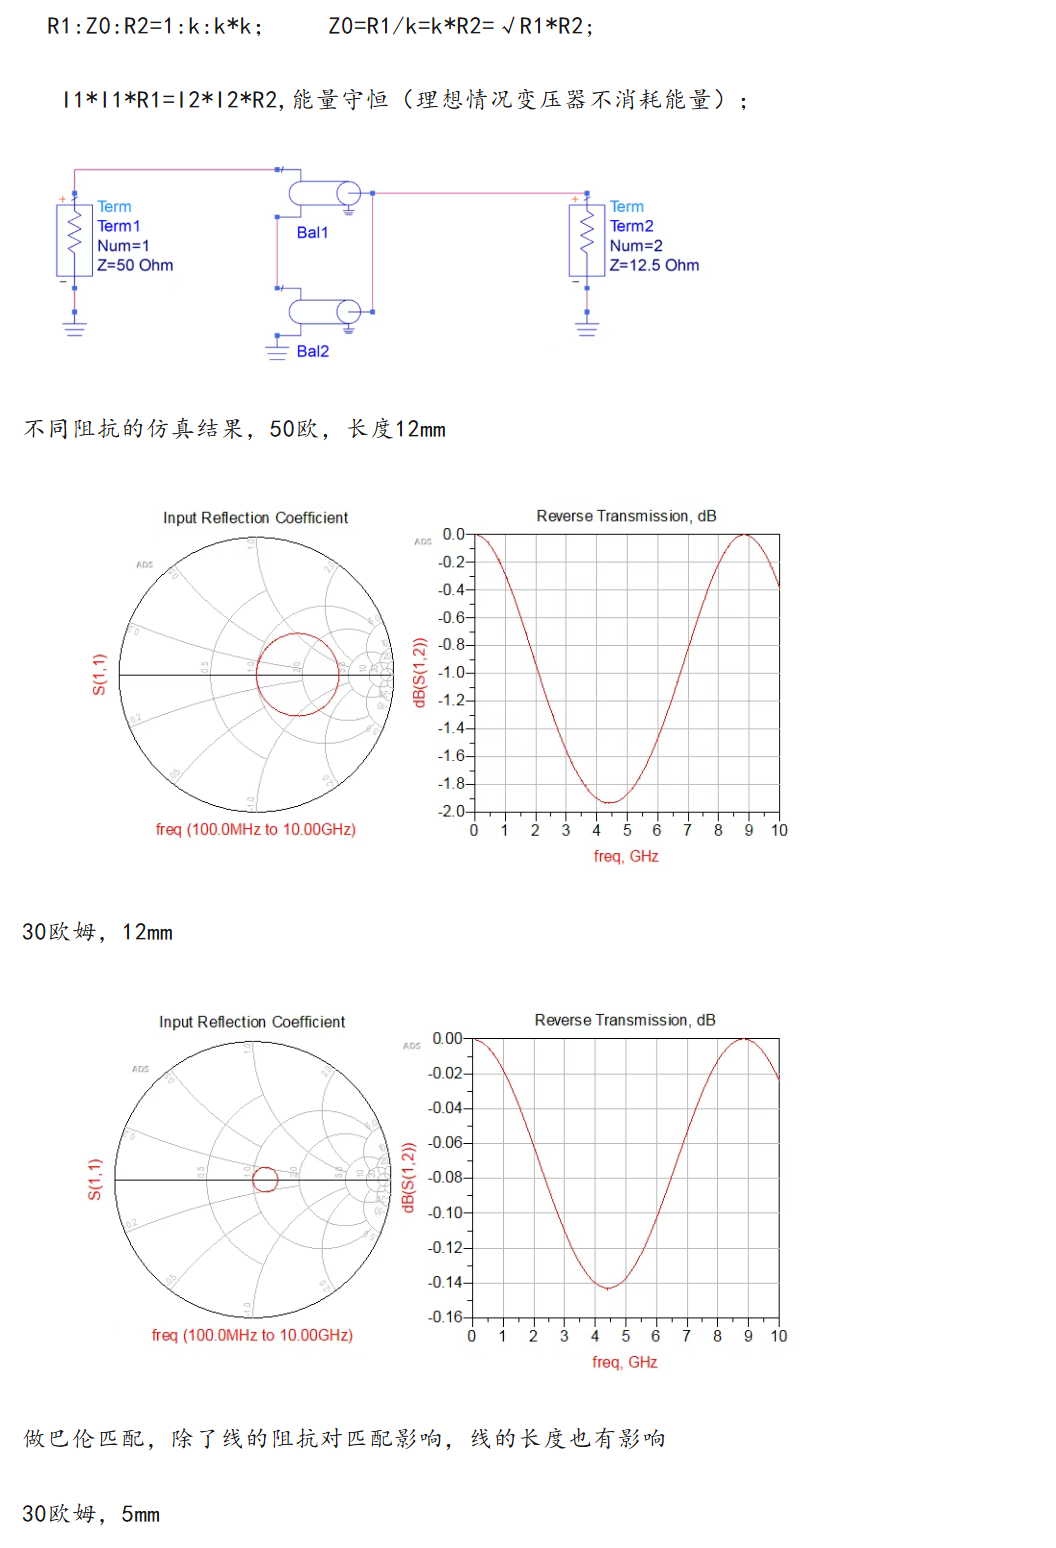 R1:Z0:R2=1:k:k*k; Z0=R1/k=k*R2=√R1*R2;
I1*I1*R1=I2*I2*R2,能量守恒（理想情况变压器不消耗能量）;
+
Term
Term1
Num=1
Z=50 Ohm
-
Bal1
Bal2
+
Term
Term2
Num=2
Z=12.5 Ohm
-
不同阻抗的仿真结果，50欧，长度12mm
Input Reflection Coefficient
ADS
S(1,1)
freq (100.0MHz to 10.00GHz)
Reverse Transmission, dB
ADS
dB(S(1,2))
0.0
-0.2
-0.4
-0.6
-0.8
-1.0
-1.2
-1.4
-1.6
-1.8
-2.0
0 1 2 3 4 5 6 7 8 9 10
freq, GHz
30欧姆，12mm
Input Reflection Coefficient
ADS
S(1,1)
freq (100.0MHz to 10.00GHz)
Reverse Transmission, dB
ADS
dB(S(1,2))
0.00
-0.02
-0.04
-0.06
-0.08
-0.10
-0.12
-0.14
-0.16
0 1 2 3 4 5 6 7 8 9 10
freq, GHz
做巴伦匹配，除了线的阻抗对匹配影响，线的长度也有影响
30欧姆，5mm